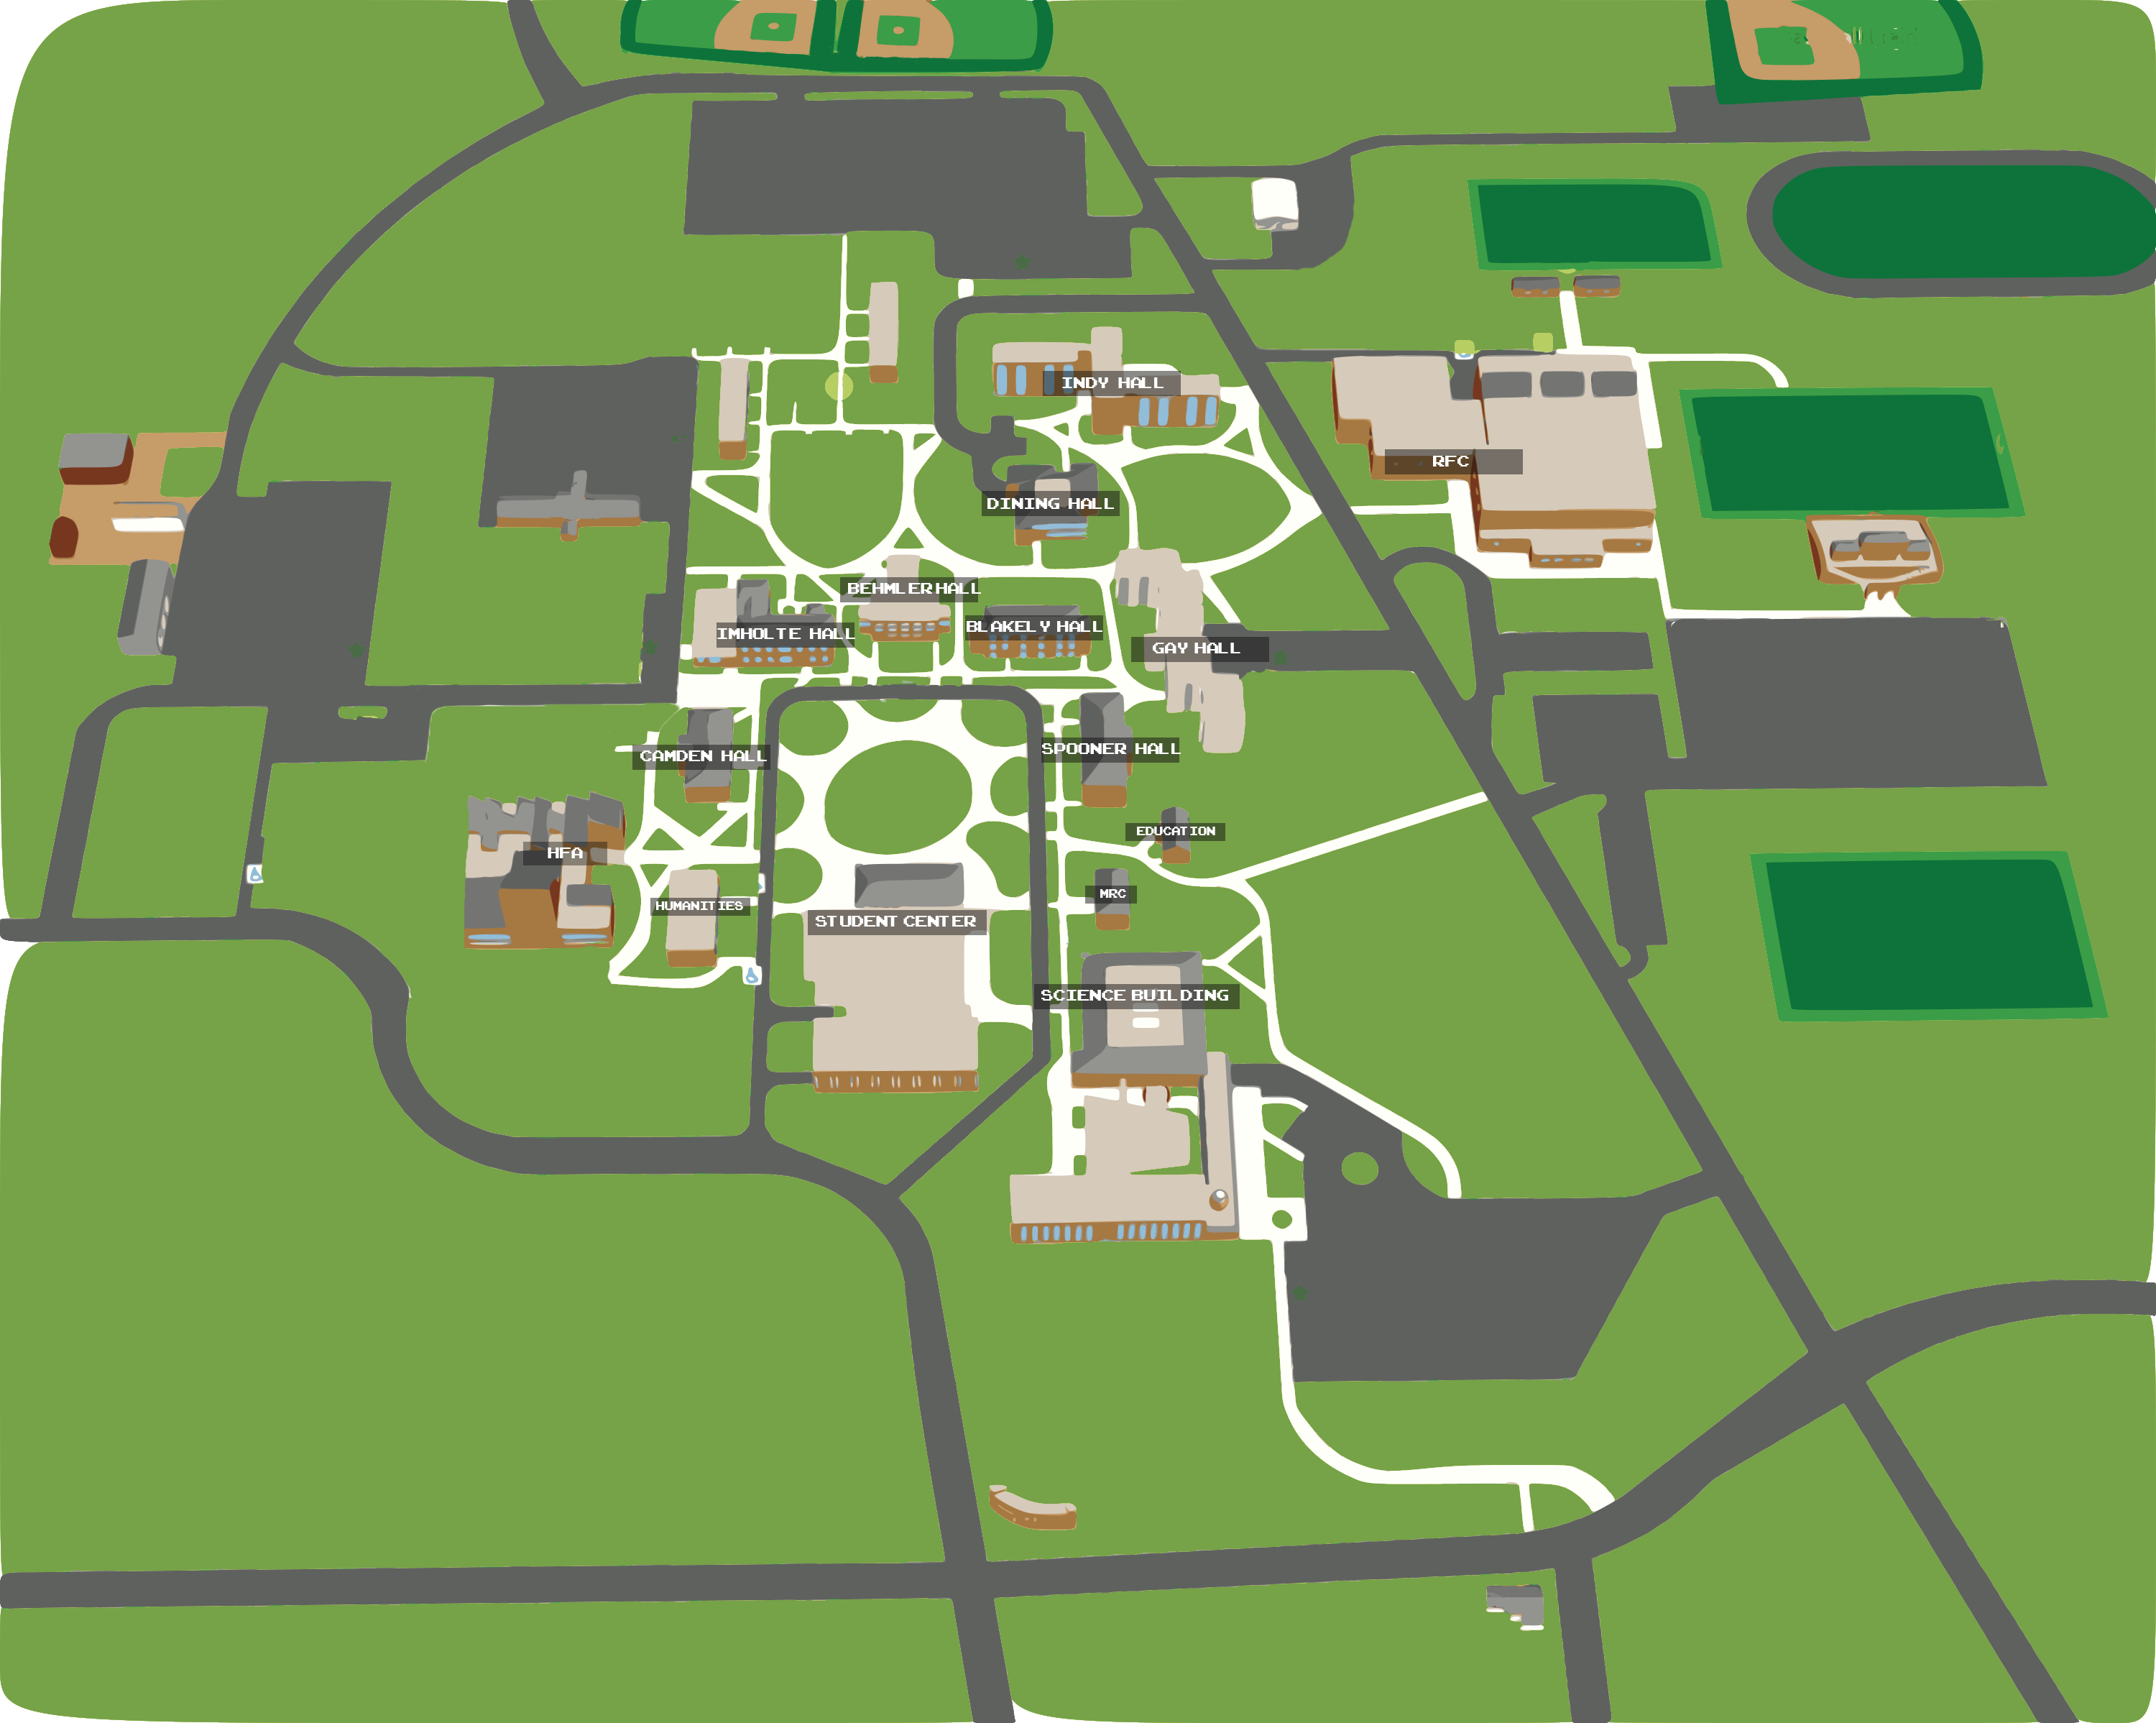 INDY HALL
RFC
DINING HALL
BEHMLER HALL
IMHOLTE HALL
BLAKELY HALL
GAY HALL
CAMDEN HALL
SPOONER HALL
EDUCATION
HFA
MRC
HUMANITIES
STUDENT CENTER
SCIENCE BUILDING